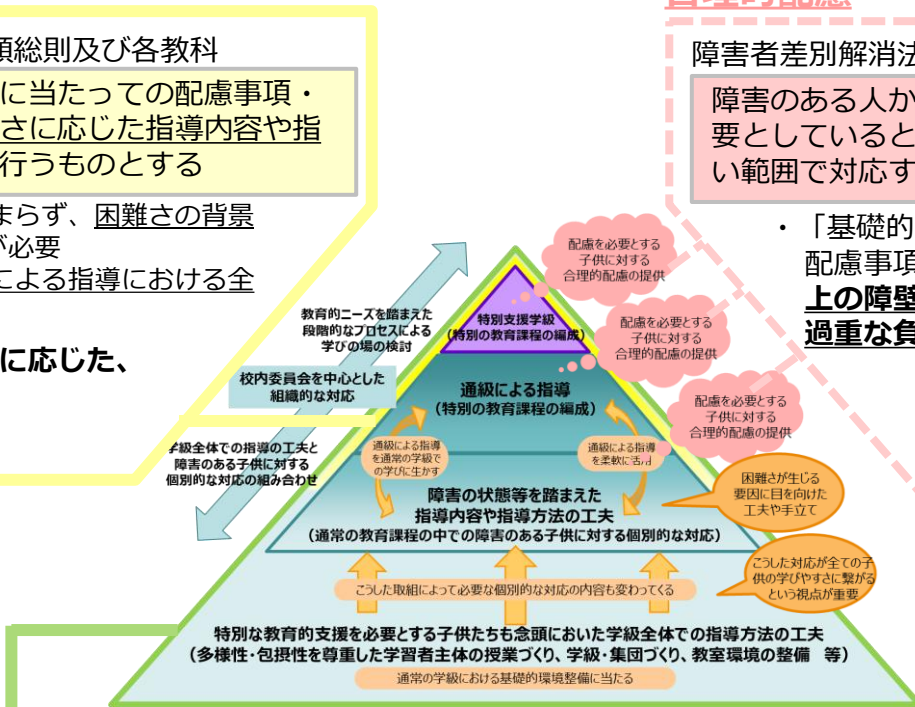 領総則及び各教科
に当たっての配慮事項・
さに応じた指導内容や指
行うものとする
まらず、困難さの背景
が必要
による指導における全
に応じた、
合理的配慮
障害者差別解消法
障害のある人か
要としていると
い範囲で対応す
・「基礎的
配慮事項
上の障壁
過重な負
配慮を必要とする
子供に対する
合理的配慮の提供
配慮を必要とする
子供に対する
合理的配慮の提供
配慮を必要とする
子供に対する
合理的配慮の提供
教育的ニーズを踏まえた
段階的なプロセスによる
学びの場の検討
校内委員会を中心とした
組織的な対応
学級全体での指導の工夫と
障害のある子供に対する
個別的な対応の組み合わせ
特別支援学級
(特別の教育課程の編成)
通級による指導
(特別の教育課程の編成)
通級による指導
を通常の学級で
の学びに生かす
通級による指導
を柔軟に活用
障害の状態等を踏まえた
指導内容や指導方法の工夫
(通常の教育課程の中での障害のある子供に対する個別的な対応)
困難さが生じる
要因に目を向けた
工夫や手立て
こうした対応が全ての子
供の学びやすさに繋がる
という視点が重要
こうした取組によって必要な個別的な対応の内容も変わってくる
特別な教育的支援を必要とする子供たちも念頭においた学級全体での指導方法の工夫
(多様性・包摂性を尊重した学習者主体の授業づくり、学級・集団づくり、教室環境の整備 等)
通常の学級における基礎的環境整備に当たる